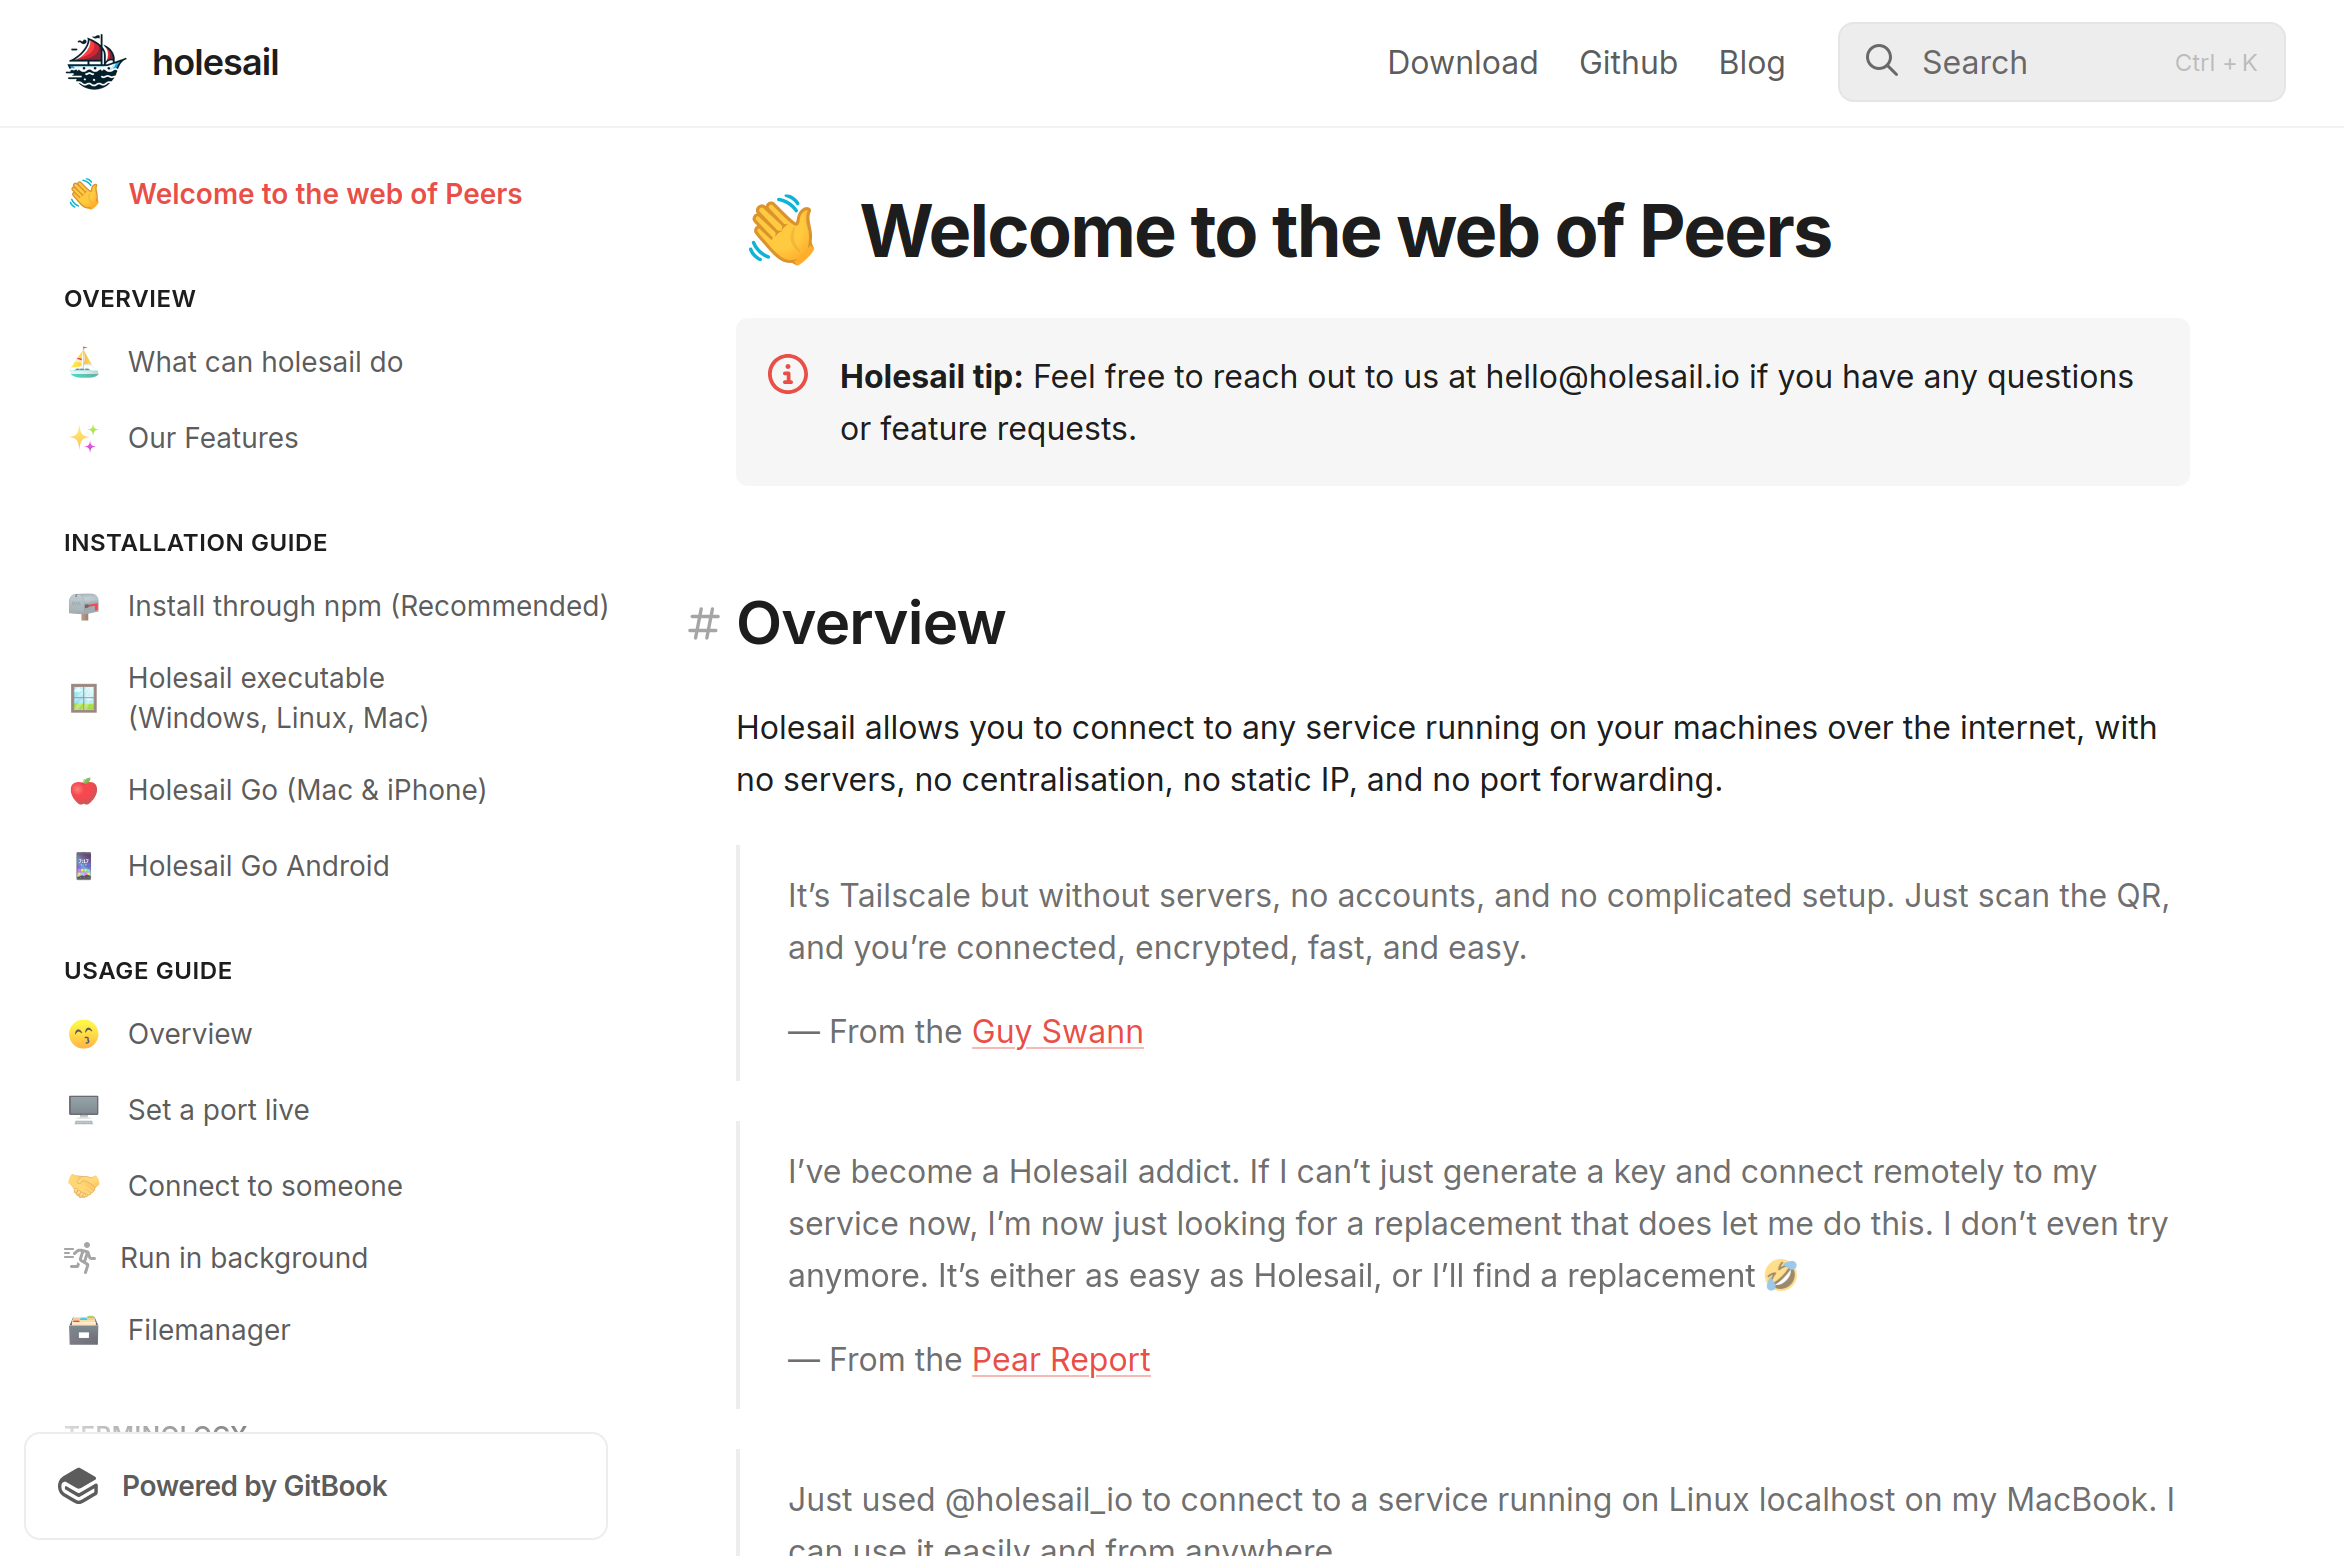 holesail
Download Github Blog
Search Ctrl + K
Welcome to the web of Peers
OVERVIEW
What can holesail do
Our Features
INSTALLATION GUIDE
Install through npm (Recommended)
Holesail executable
(Windows, Linux, Mac)
Holesail Go (Mac & iPhone)
Holesail Go Android
USAGE GUIDE
Overview
Set a port live
Connect to someone
Run in background
Filemanager
TERMINOLOGY
Powered by GitBook
Welcome to the web of Peers
Holesail tip: Feel free to reach out to us at hello@holesail.io if you have any questions
or feature requests.
# Overview
Holesail allows you to connect to any service running on your machines over the internet, with
no servers, no centralisation, no static IP, and no port forwarding.
It’s Tailscale but without servers, no accounts, and no complicated setup. Just scan the QR,
and you’re connected, encrypted, fast, and easy.
— From the Guy Swann
I’ve become a Holesail addict. If I can’t just generate a key and connect remotely to my
service now, I’m now just looking for a replacement that does let me do this. I don’t even try
anymore. It’s either as easy as Holesail, or I’ll find a replacement 🤣
— From the Pear Report
Just used @holesail_io to connect to a service running on Linux localhost on my MacBook. I
can use it easily and from anywhere